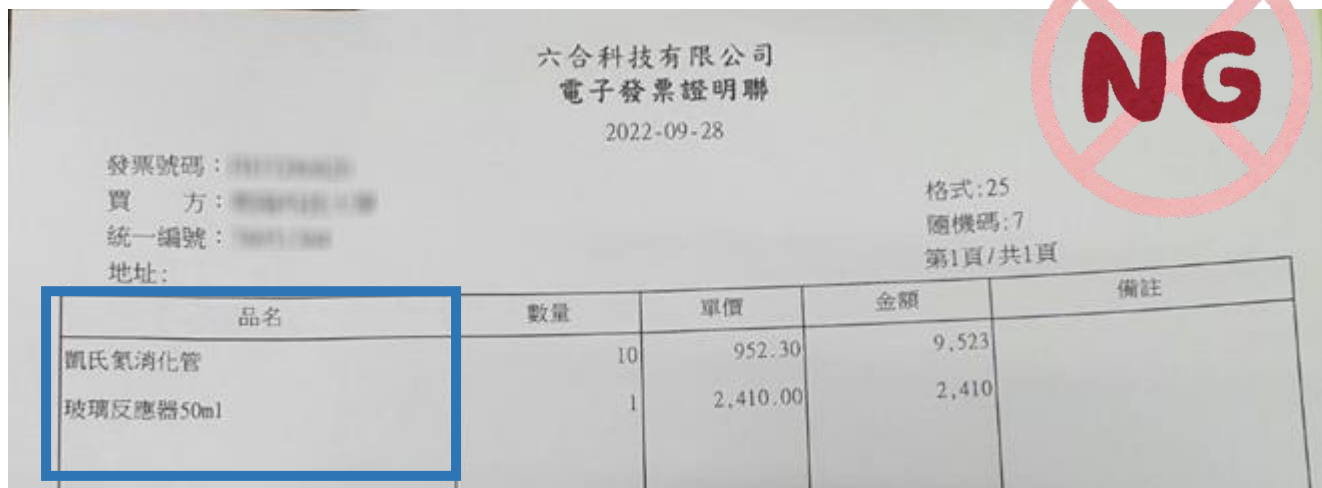 六合科技有限公司
電子發票證明聯
2022-09-28
NG
發票號碼：
買 方：
統一編號：
地址：
格式:25
隨機碼:7
第1頁/共1頁
品名 數量 單價 金額 備註
凱氏氮消化管 10 952.30 9,523
玻璃反應器50ml 1 2,410.00 2,410